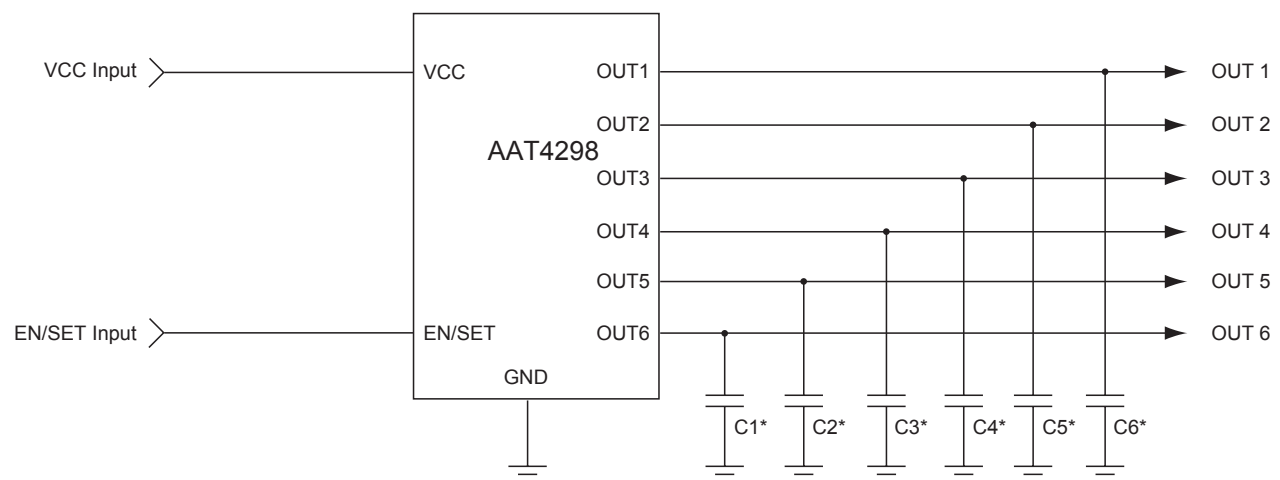 VCC Input
VCC
OUT1
OUT 1
OUT2
OUT 2
AAT4298
OUT3
OUT 3
OUT4
OUT 4
OUT5
OUT 5
EN/SET Input
EN/SET
OUT6
OUT 6
GND
C1*
C2*
C3*
C4*
C5*
C6*